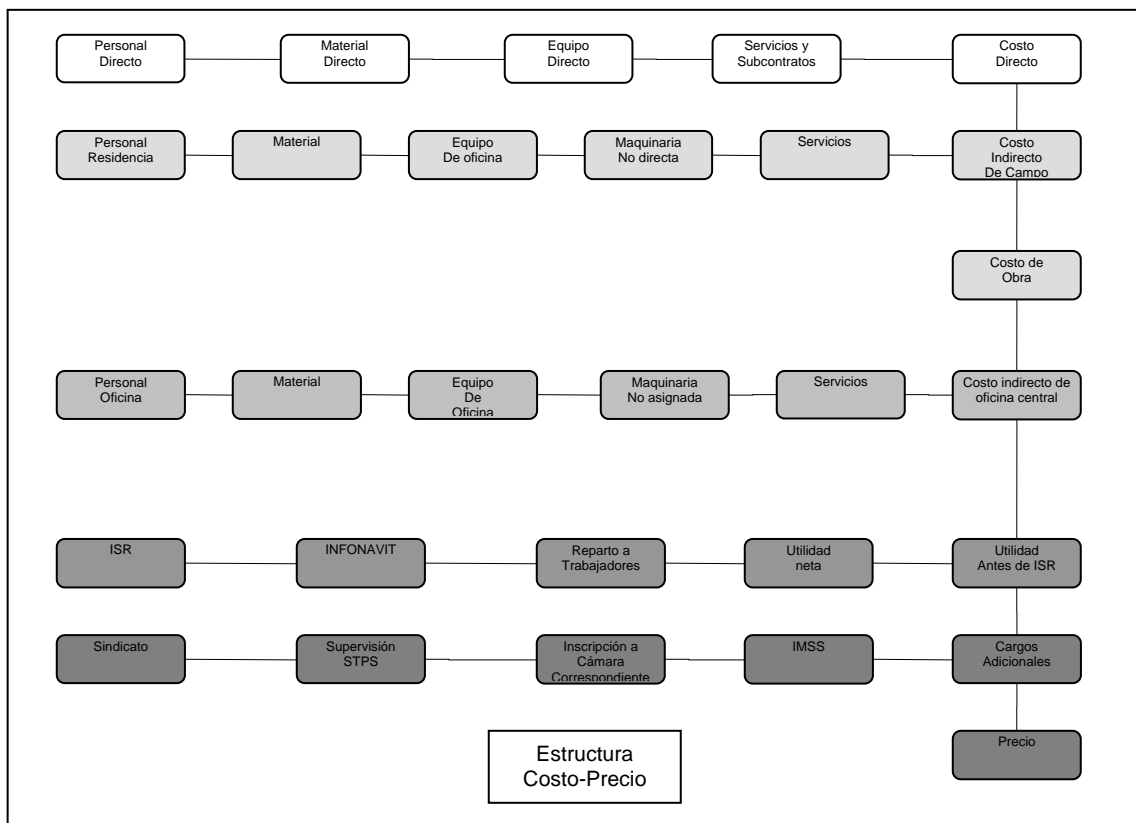 Personal
Directo
Material
Directo
Equipo
Directo
Servicios y
Subcontratos
Costo
Directo
Personal
Residencia
Material
Equipo
De oficina
Maquinaria
No directa
Servicios
Costo
Indirecto
De Campo
Costo de
Obra
Personal
Oficina
Material
Equipo
De
Oficina
Maquinaria
No asignada
Servicios
Costo indirecto de
oficina central
ISR
INFONAVIT
Reparto a
Trabajadores
Utilidad
neta
Utilidad
Antes de ISR
Sindicato
Supervisión
STPS
Inscripción a
Cámara
Correspondiente
IMSS
Cargos
Adicionales
Estructura
Costo-Precio
Precio